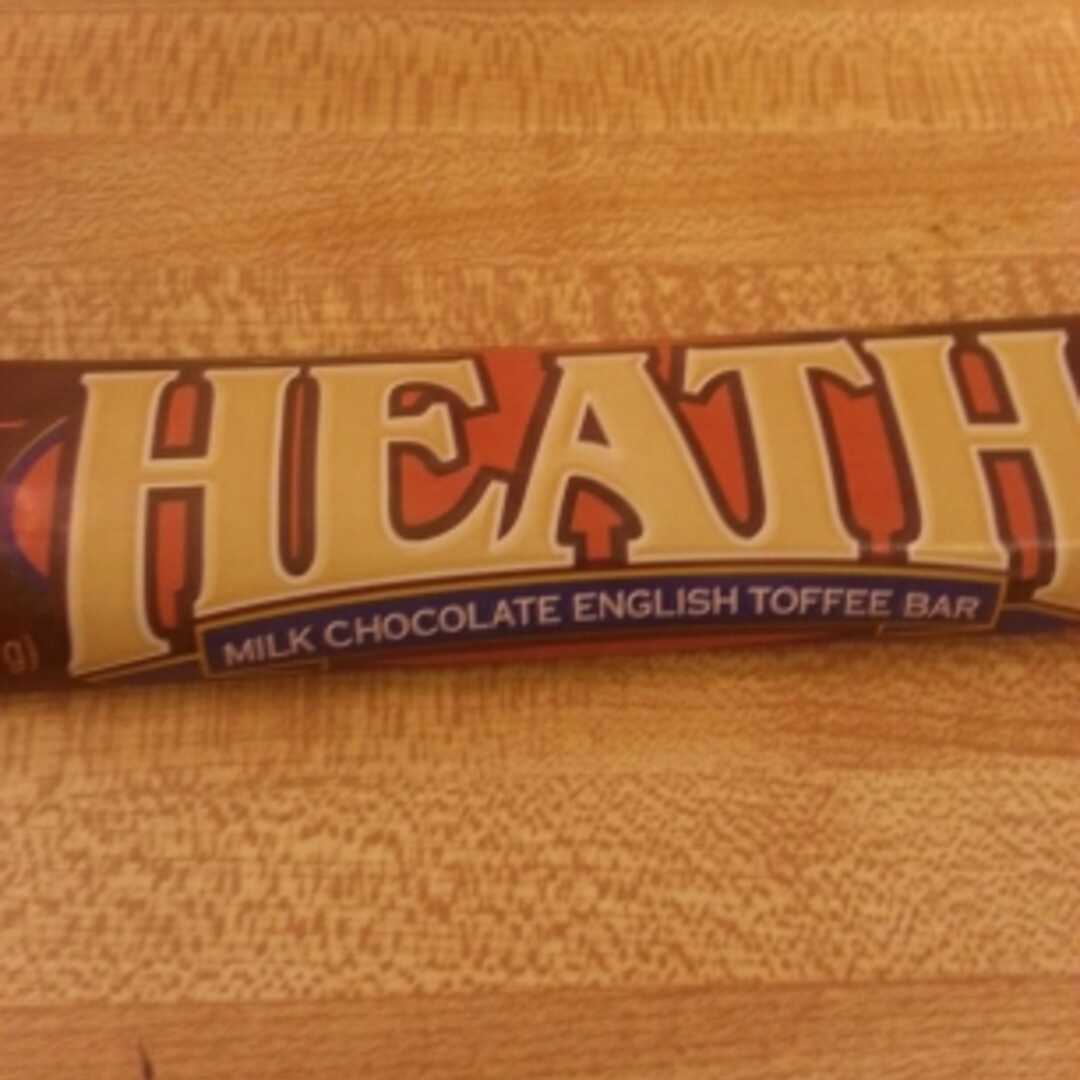 HEATH
MILK CHOCOLATE ENGLISH TOFFEE BAR
g)